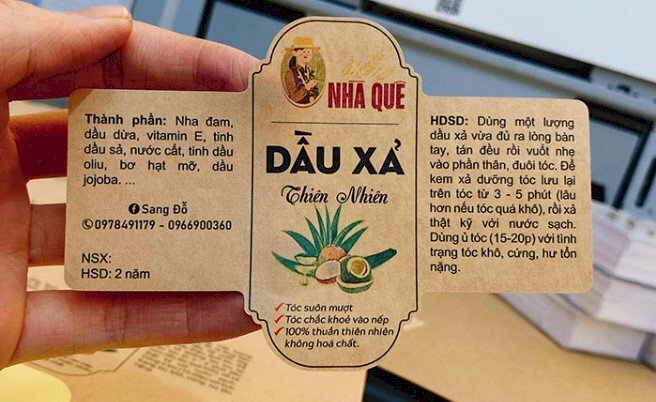 Thành phần: Nha đam,
dầu dừa, vitamin E, tinh
dầu sả, nước cất, tinh dầu
oliu, bơ hạt mỡ, dầu
jojoba. ...
Sang Đỗ
0978491179 - 0966900360
NSX:
HSD: 2 năm
NHÀ QUÊ
DẦU XẢ
Thiên Nhiên
Tóc suôn mượt
Tóc chắc khoẻ vào nếp
100% thuần thiên nhiên
không hoá chất.
HDSD: Dùng một lượng
dầu xả vừa đủ ra lòng bàn
tay, tán đều rồi vuốt nhẹ
vào phần thân, đuôi tóc. Để
kem xả dưỡng tóc lưu lại
trên tóc từ 3 - 5 phút (lâu
hơn nếu tóc quá khô), rồi xả
thật kỹ với nước sạch.
Dùng ủ tóc (15-20p) với tình
trạng tóc khô, cứng, hư tổn
nặng.